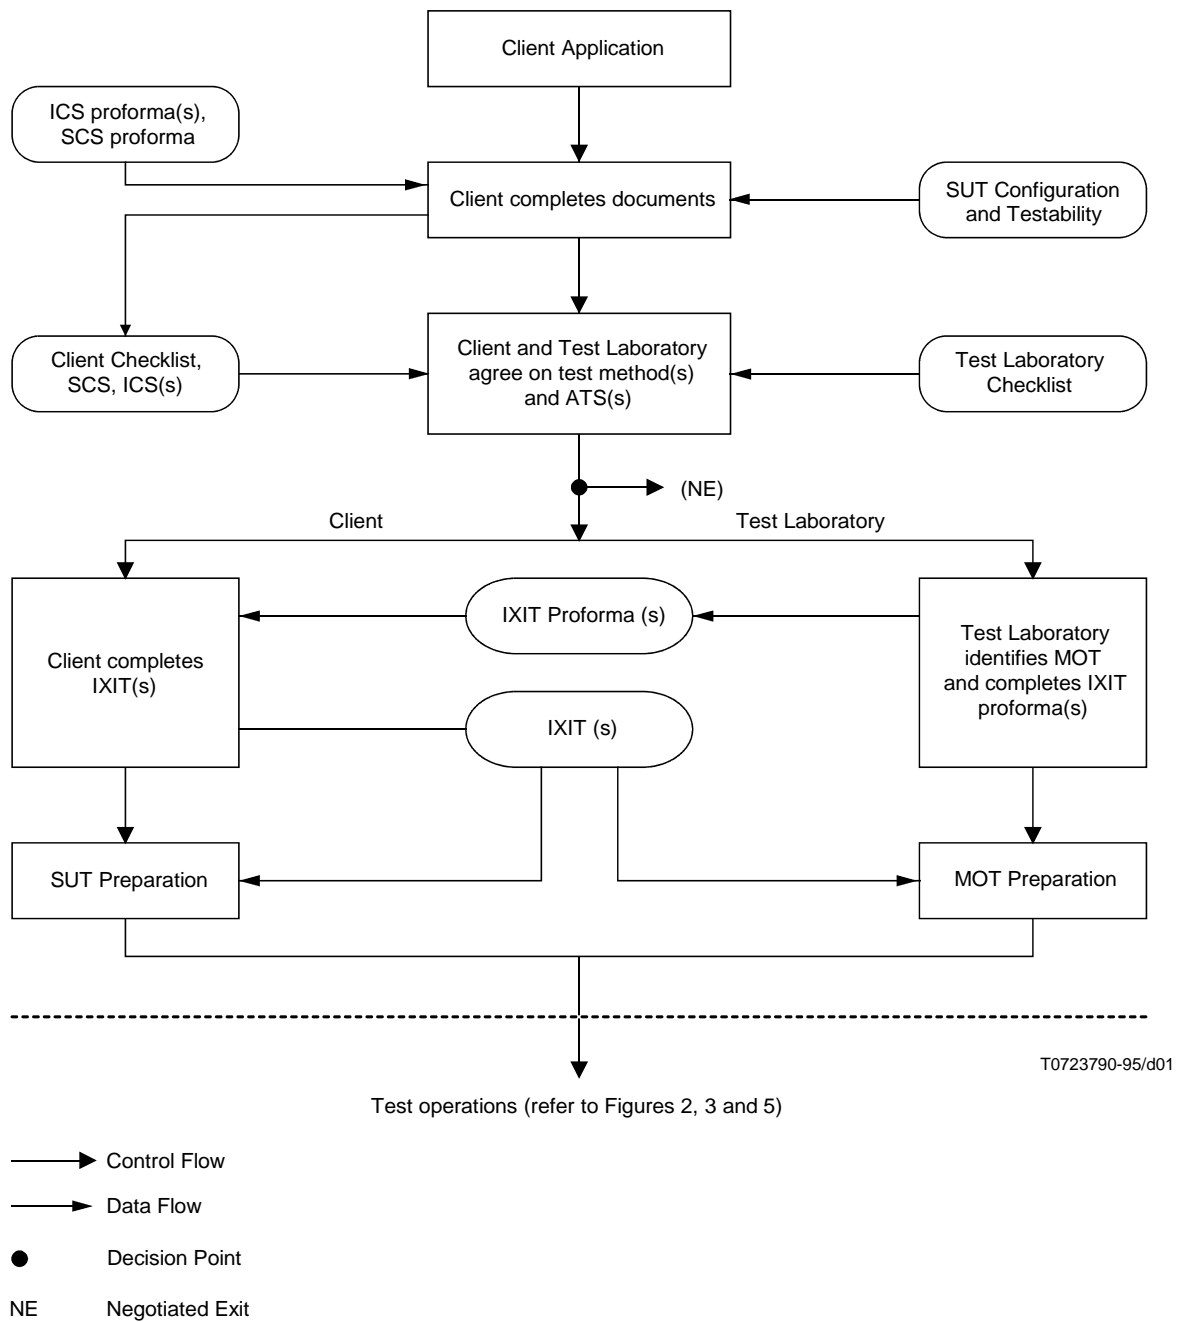 Client Application
ICS proforma(s),
SCS proforma
Client completes documents
SUT Configuration
and Testability
Client Checklist,
SCS, ICS(s)
Client and Test Laboratory
agree on test method(s)
and ATS(s)
Test Laboratory
Checklist
(NE)
Client
Test Laboratory
Client completes
IXIT(s)
IXIT Proforma (s)
Test Laboratory
identifies MOT
and completes IXIT
proforma(s)
IXIT (s)
SUT Preparation
MOT Preparation
T0723790-95/d01
Test operations (refer to Figures 2, 3 and 5)
Control Flow
Data Flow
Decision Point
NE Negotiated Exit